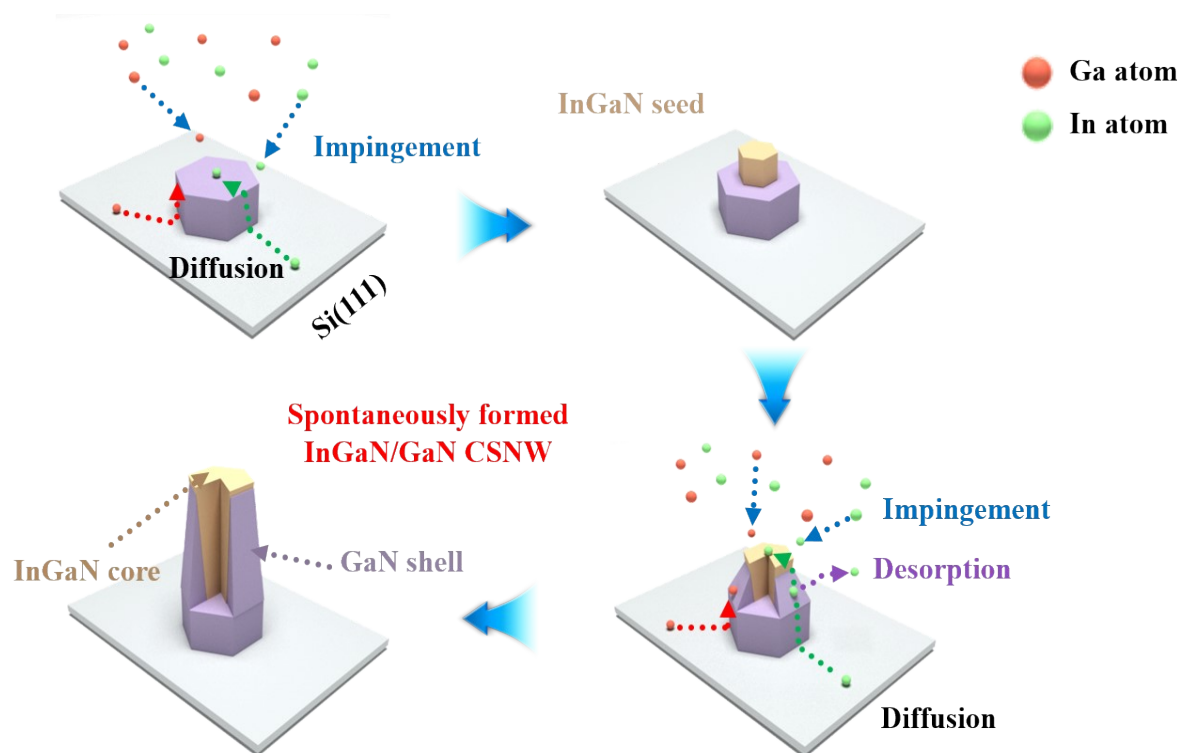 Ga atom
In atom
InGaN seed
Impingement
Diffusion
Si(111)
Spontaneously formed
InGaN/GaN CSNW
Impingement
Desorption
Diffusion
InGaN core
GaN shell